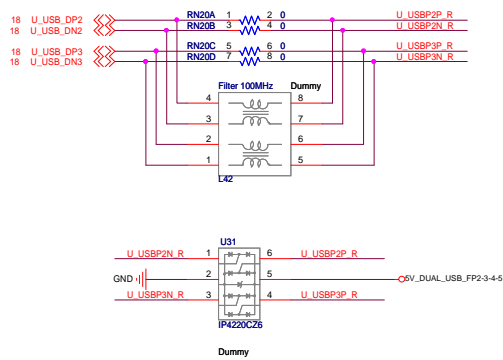 18 U_USB_DP2 RN20A 1 2 0 U_USBP2P_R
18 U_USB_DN2 RN20B 3 4 0 U_USBP2N_R
18 U_USB_DP3 RN20C 5 6 0 U_USBP3P_R
18 U_USB_DN3 RN20D 7 8 0 U_USBP3N_R
Filter 100MHz Dummy
4 8
3 7
2 6
1 5
L42
U31
U_USBP2N_R 1 6 U_USBP2P_R
GND 2 5 5V_DUAL_USB_FP2-3-4-5
U_USBP3N_R 3 4 U_USBP3P_R
IP4220CZ6
Dummy